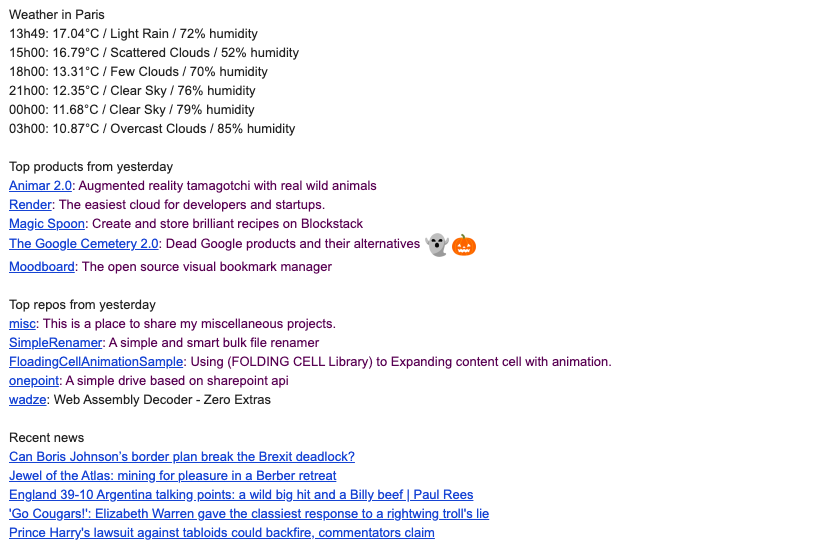 Weather in Paris
13h49: 17.04°C / Light Rain / 72% humidity
15h00: 16.79°C / Scattered Clouds / 52% humidity
18h00: 13.31°C / Few Clouds / 70% humidity
21h00: 12.35°C / Clear Sky / 76% humidity
00h00: 11.68°C / Clear Sky / 79% humidity
03h00: 10.87°C / Overcast Clouds / 85% humidity
Top products from yesterday
Animar 2.0: Augmented reality tamagotchi with real wild animals
Render: The easiest cloud for developers and startups.
Magic Spoon: Create and store brilliant recipes on Blockstack
The Google Cemetery 2.0: Dead Google products and their alternatives 👻🎃
Moodboard: The open source visual bookmark manager
Top repos from yesterday
misc: This is a place to share my miscellaneous projects.
SimpleRenamer: A simple and smart bulk file renamer
FloadingCellAnimationSample: Using (FOLDING CELL Library) to Expanding content cell with animation.
onepoint: A simple drive based on sharepoint api
wadze: Web Assembly Decoder - Zero Extras
Recent news
Can Boris Johnson’s border plan break the Brexit deadlock?
Jewel of the Atlas: mining for pleasure in a Berber retreat
England 39-10 Argentina talking points: a wild big hit and a Billy beef | Paul Rees
'Go Cougars!': Elizabeth Warren gave the classiest response to a rightwing troll's lie
Prince Harry's lawsuit against tabloids could backfire, commentators claim